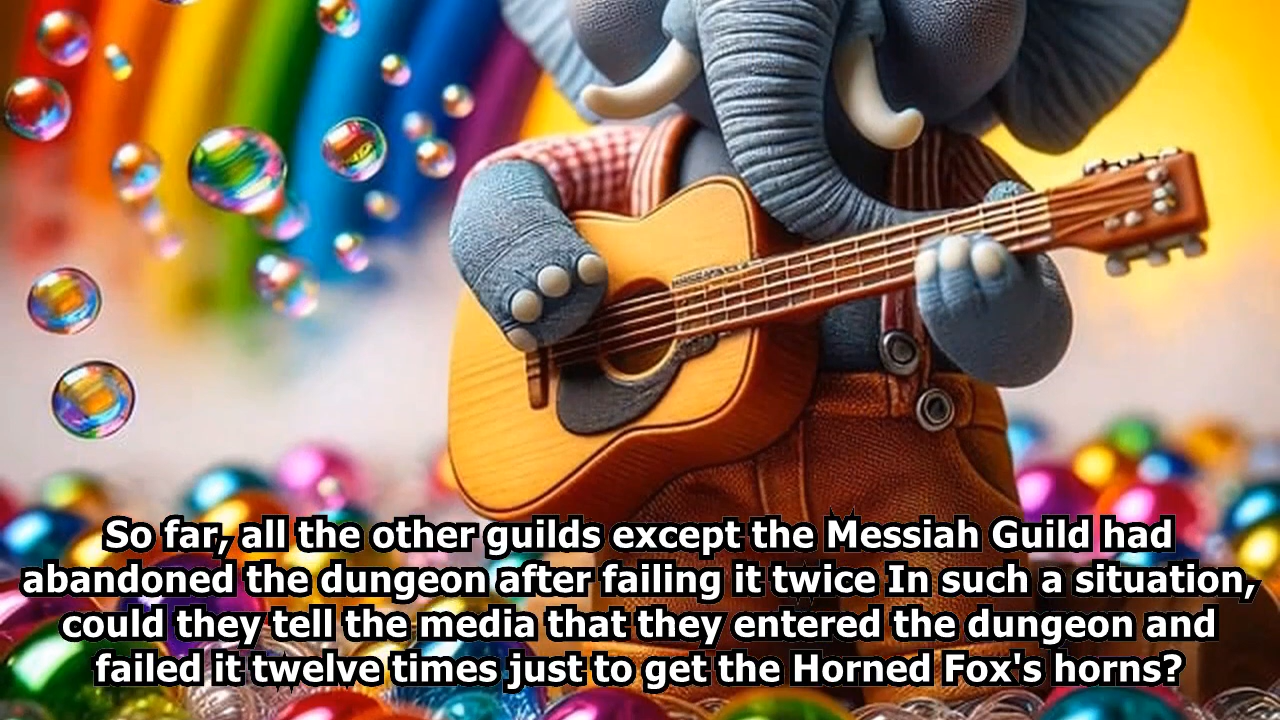 So far, all the other guilds except the Messiah Guild had
abandoned the dungeon after failing it twice In such a situation,
could they tell the media that they entered the dungeon and
failed it twelve times just to get the Horned Fox's horns?